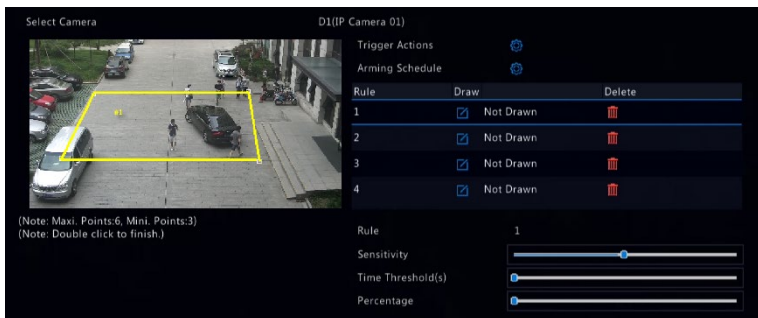 Select Camera D1(IP Camera 01)
Trigger Actions
Arming Schedule
Rule Draw Delete
1 Not Drawn
2 Not Drawn
3 Not Drawn
4 Not Drawn
#1
(Note: Maxi. Points:6, Mini. Points:3)
(Note: Double click to finish.)
Rule 1
Sensitivity
Time Threshold(s)
Percentage